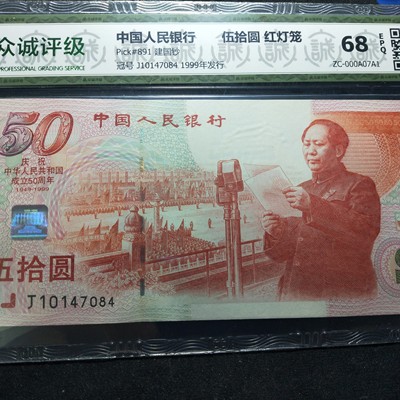 众诚评级
PROFESSIONAL GRADING SERVICE
中国人民银行 伍拾圆 红灯笼
Pick#891 建国钞
冠号 J10147084 1999年发行
68 EPQ
ZC-000A07A1
50
中国人民银行
庆祝
中华人民共和国
成立50周年
1949-1999
伍拾圆
J10147084